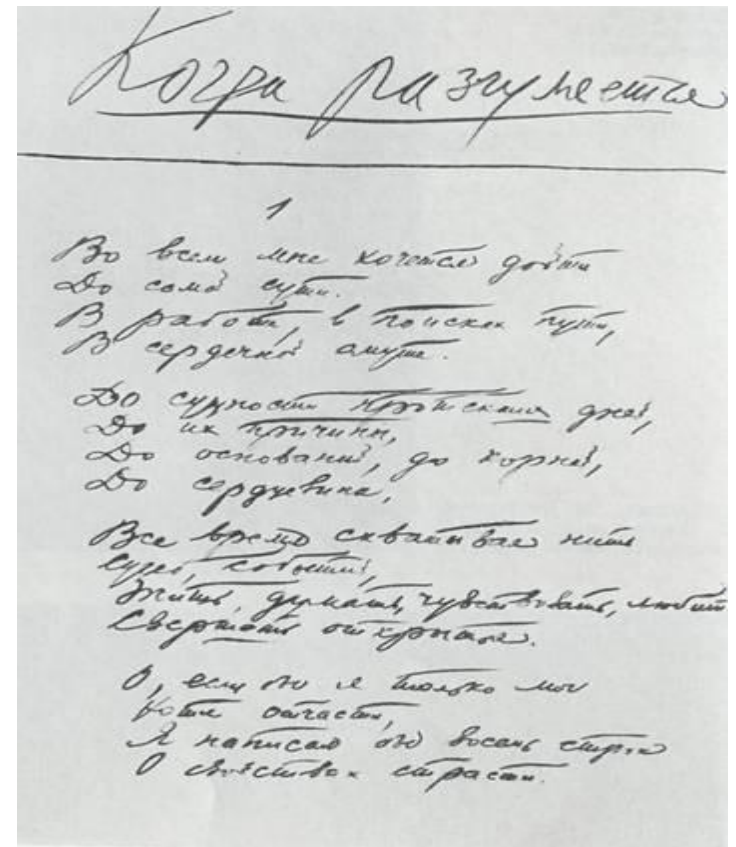 Когда разгуляется
1
Во всем мне хочется дойти
До самой сути.
В работе, в поисках пути,
В сердечной смуте.
До сущности протекших дней,
До их причины,
До оснований, до корней,
До сердцевины,
Все время схватывая нить
Судеб, событий,
Жить, думать, чувствовать, любить
Свершать открытья.
О, если бы я только мог
Хотя отчасти,
Я написал бы восемь строк
О свойствах страсти.